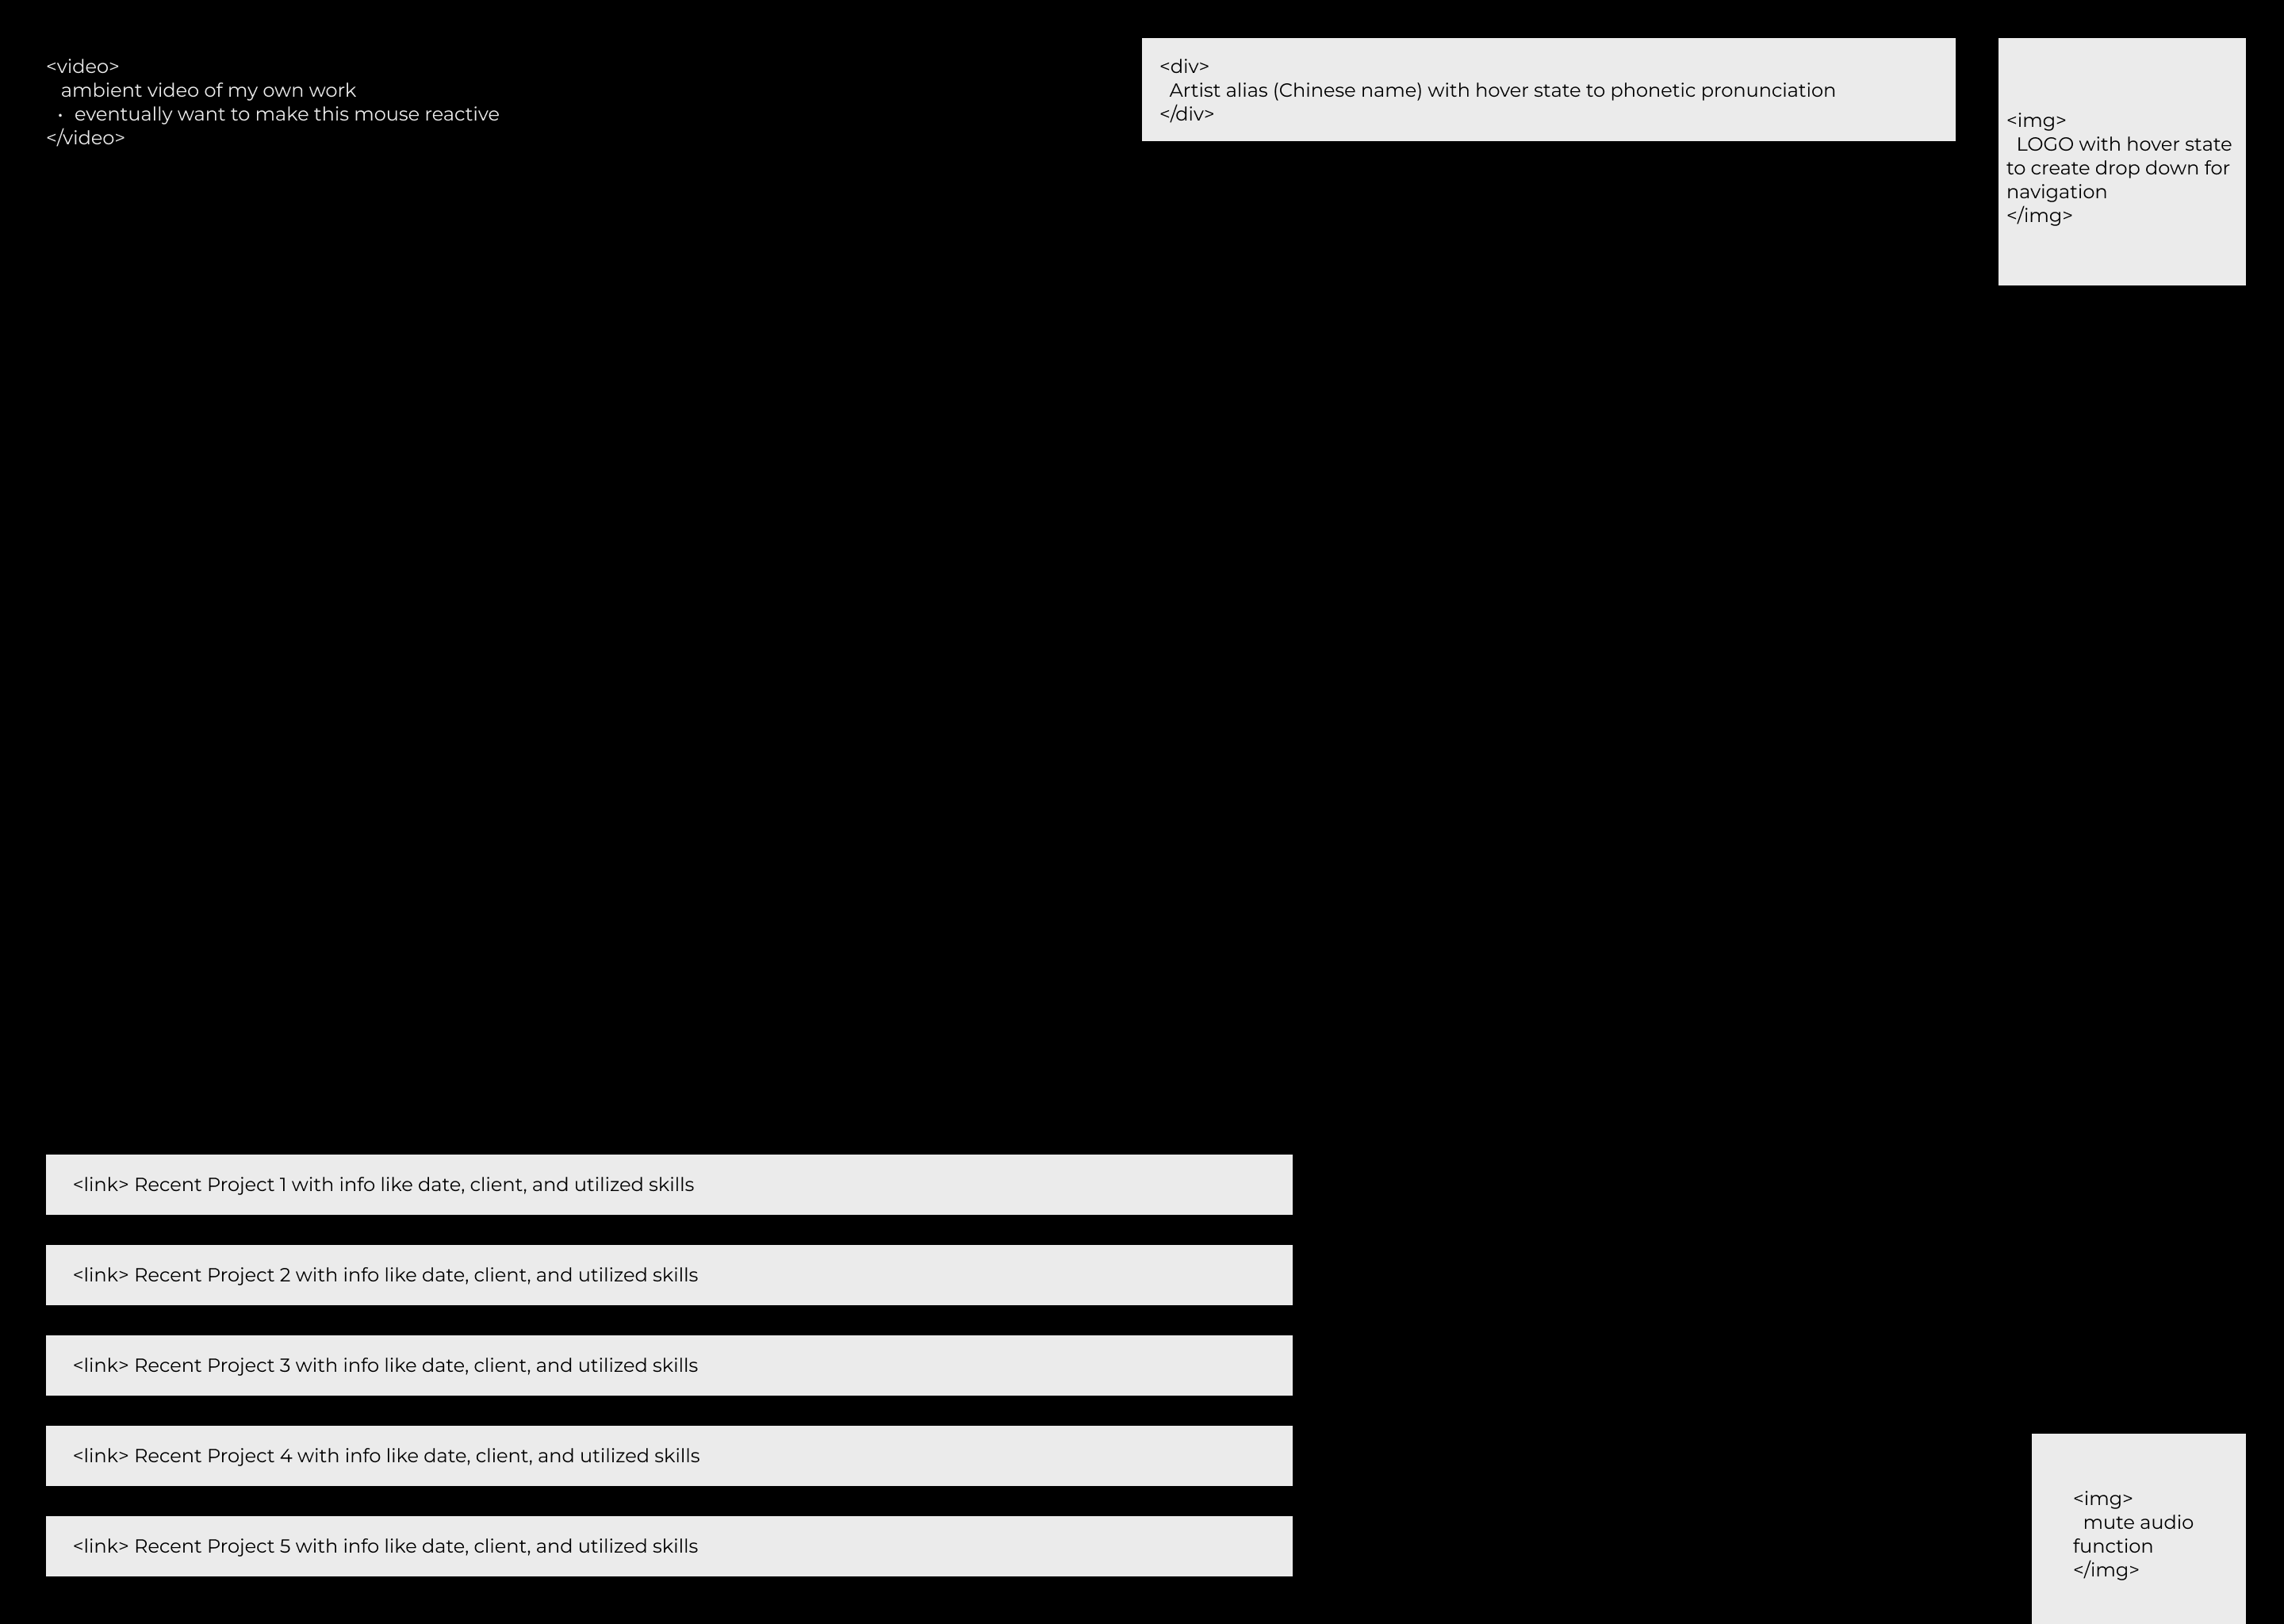 <video>
ambient video of my own work
• eventually want to make this mouse reactive
</video>
<div>
Artist alias (Chinese name) with hover state to phonetic pronunciation
</div>
<img>
LOGO with hover state
to create drop down for
navigation
</img>
<link> Recent Project 1 with info like date, client, and utilized skills
<link> Recent Project 2 with info like date, client, and utilized skills
<link> Recent Project 3 with info like date, client, and utilized skills
<link> Recent Project 4 with info like date, client, and utilized skills
<link> Recent Project 5 with info like date, client, and utilized skills
<img>
mute audio
function
</img>